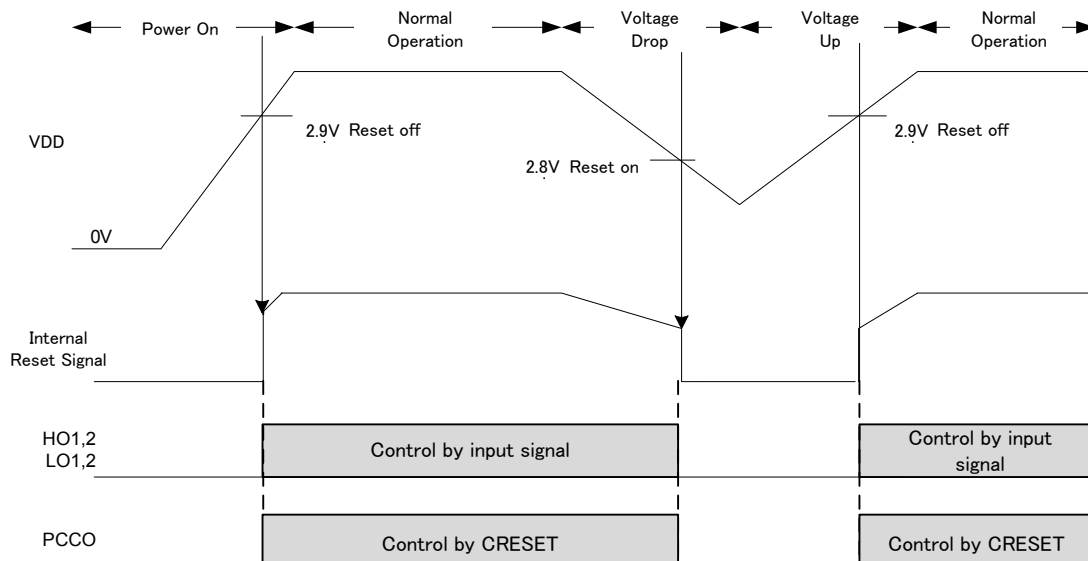 Power On
Normal
Operation
Voltage
Drop
Voltage
Up
Normal
Operation
VDD
2.9V Reset off
2.8V Reset on
2.9V Reset off
0V
Internal
Reset Signal
HO1,2
LO1,2
Control by input signal
Control by input
signal
PCCO
Control by CRESET
Control by CRESET